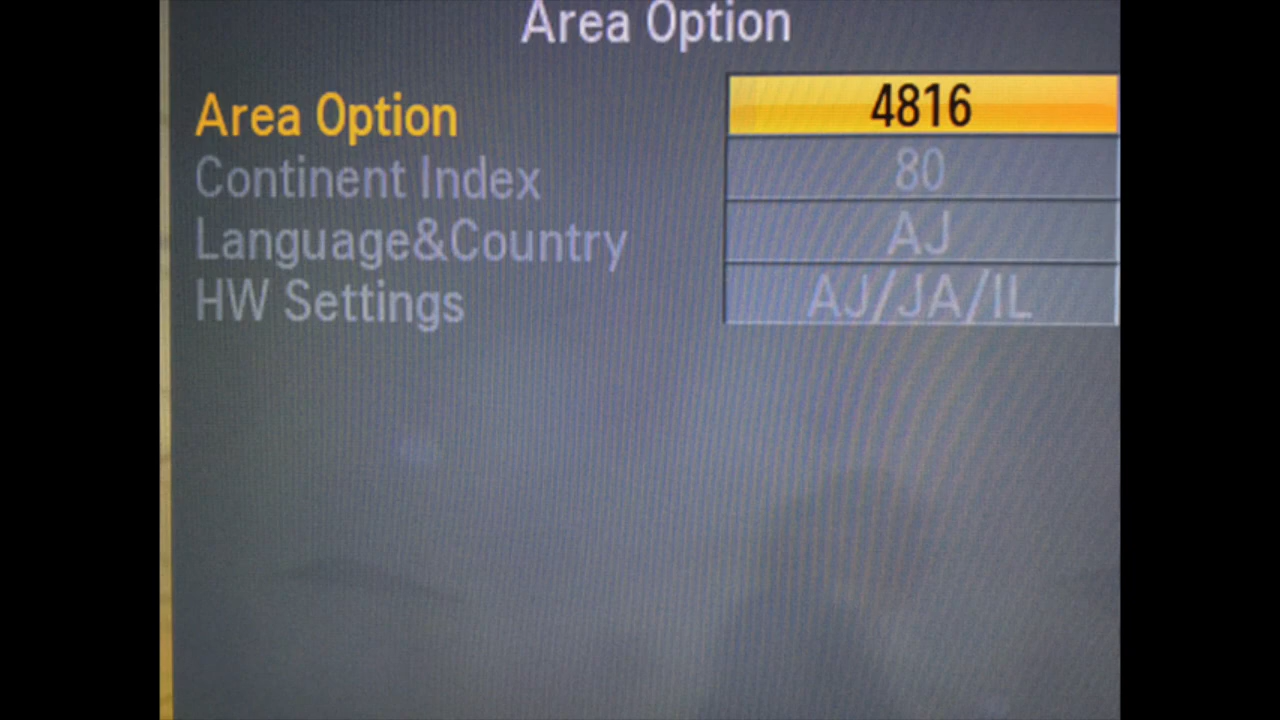 Area Option
Area Option 4816
Continent Index 80
Language&Country AJ
HW Settings AJ/JA/IL